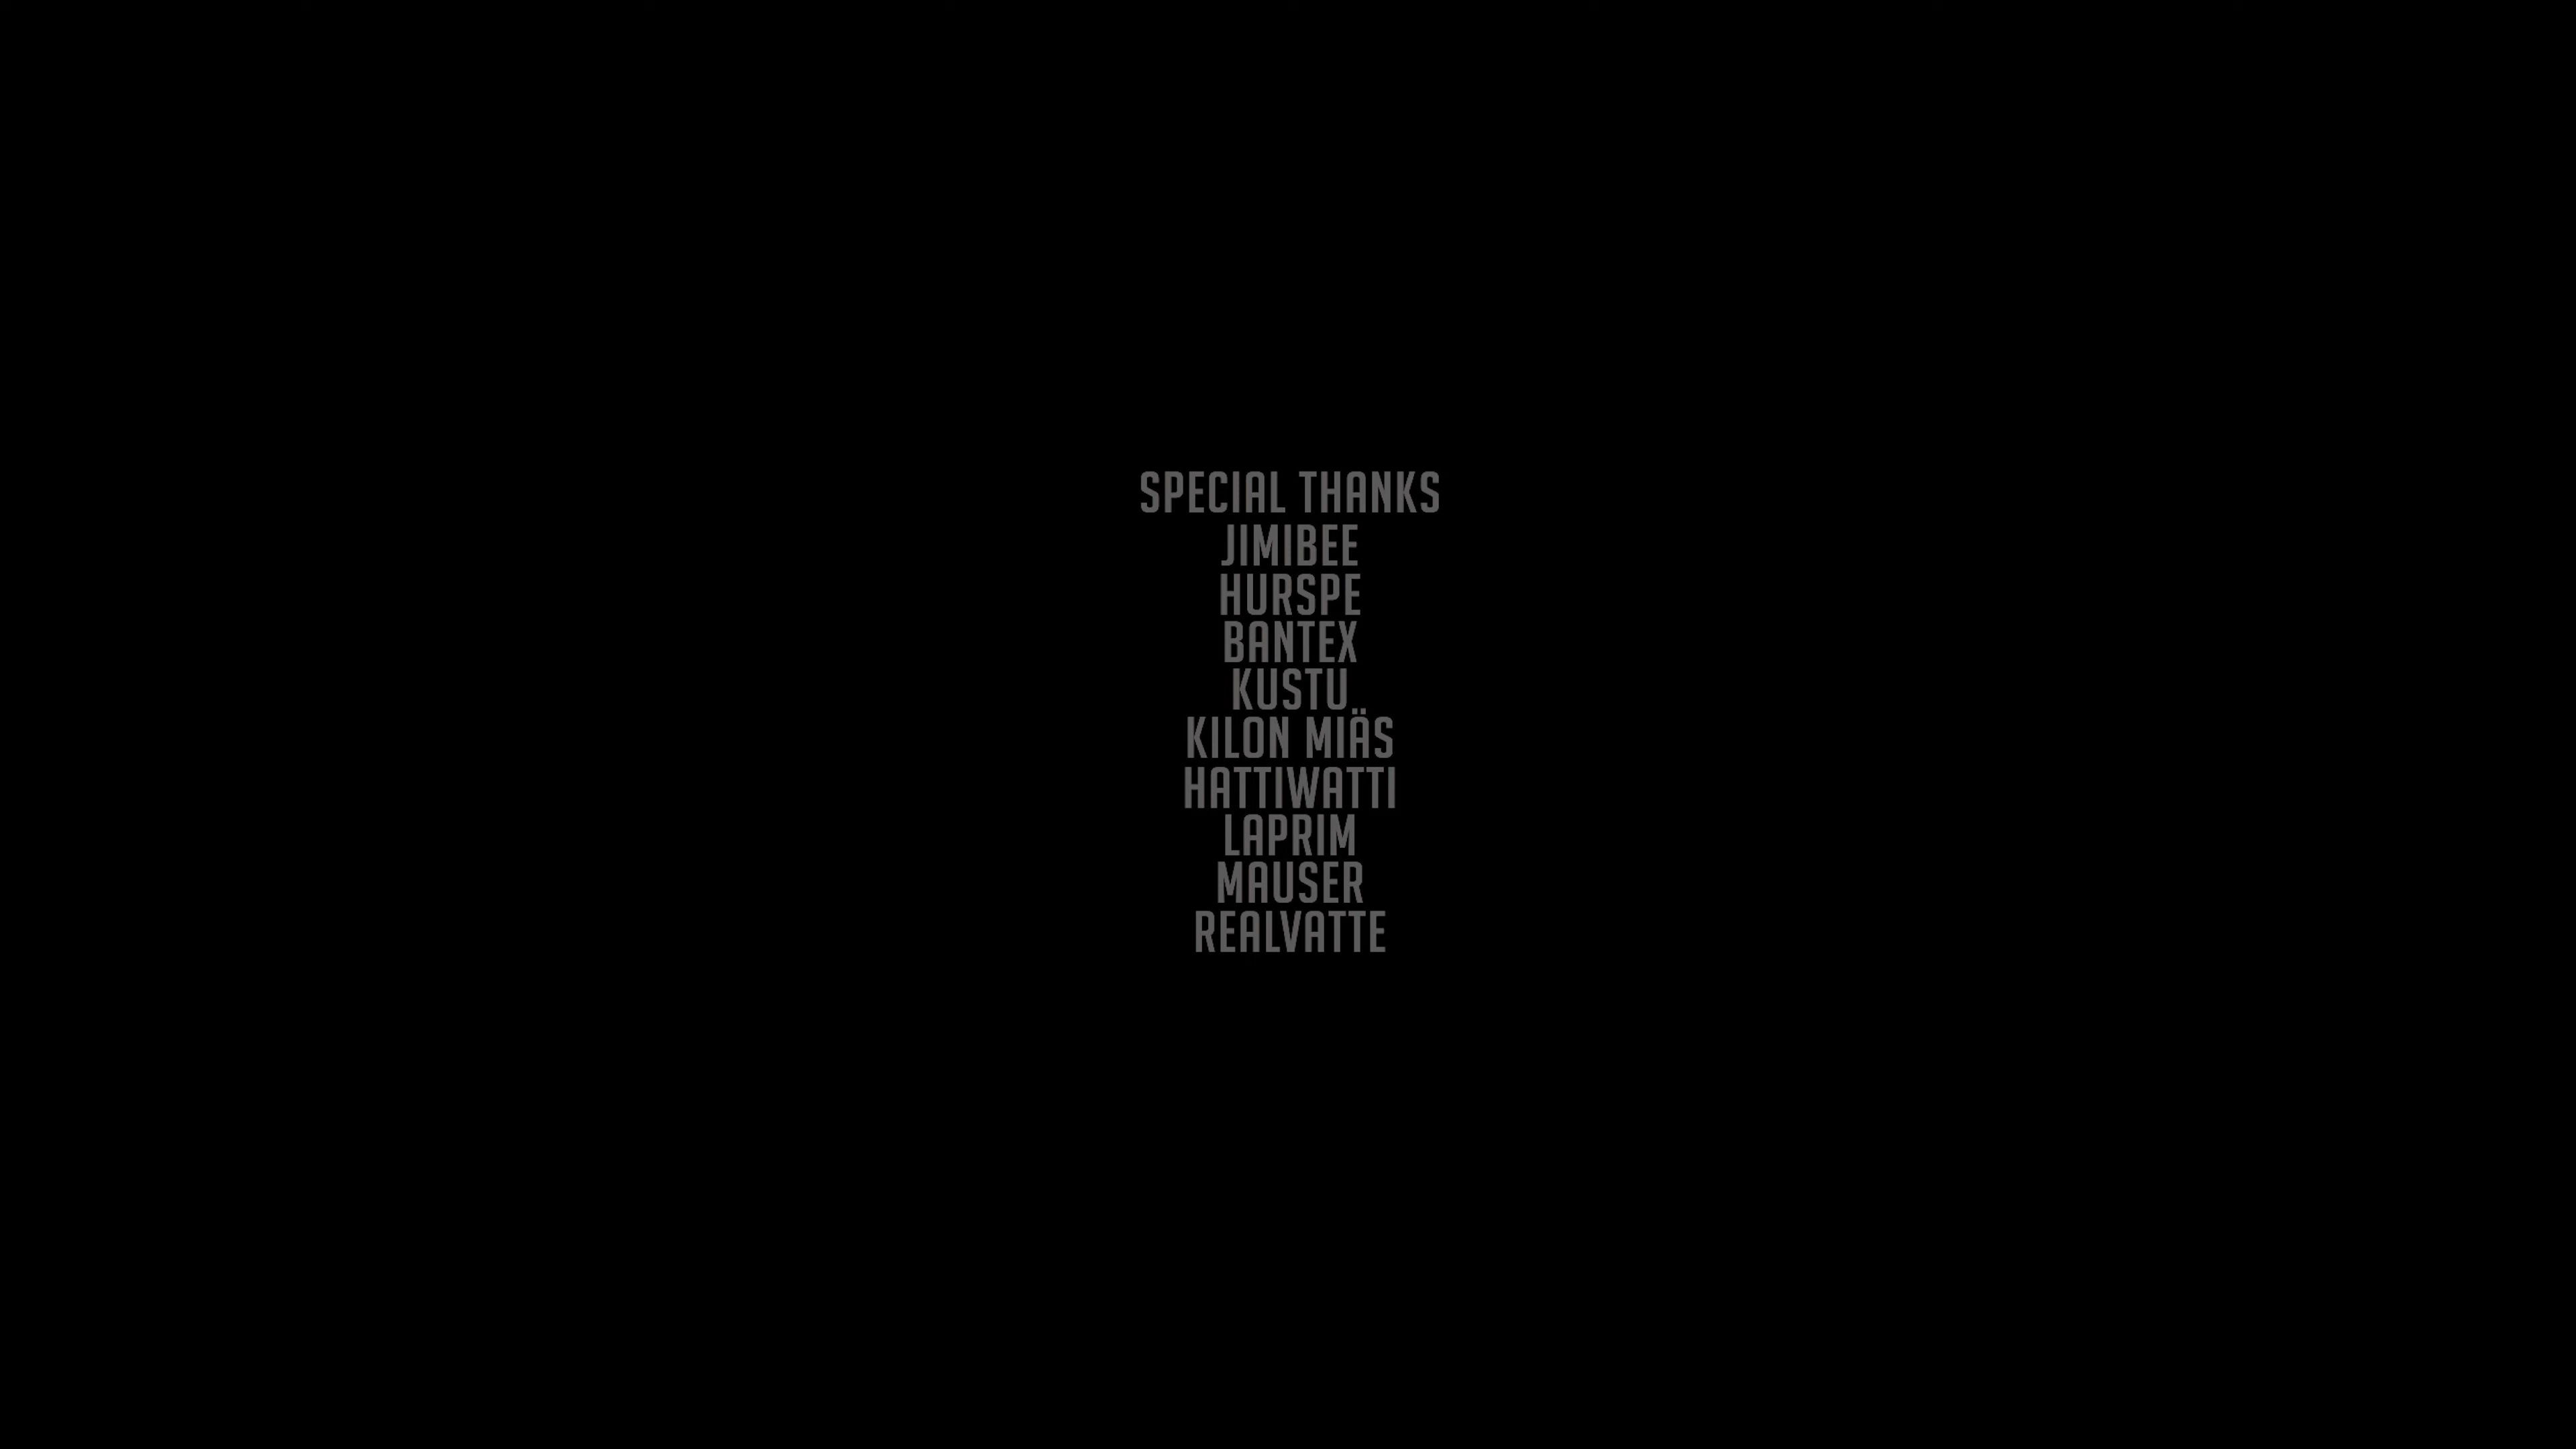 SPECIAL THANKS
JIMIBEE
HURSPE
BANTEX
KUSTU
KILON MIÄS
HATTIWATTI
LAPRIM
MAUSER
REALVATTE